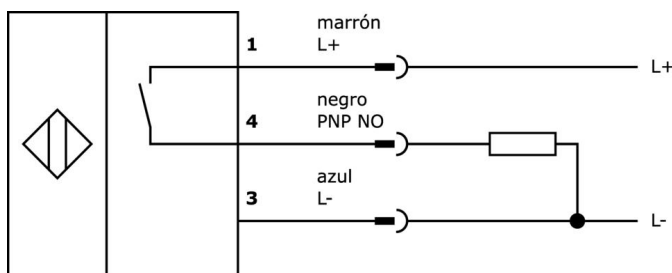 marrón
1 L+
L+
negro
4 PNP NO
azul
3 L-
L-